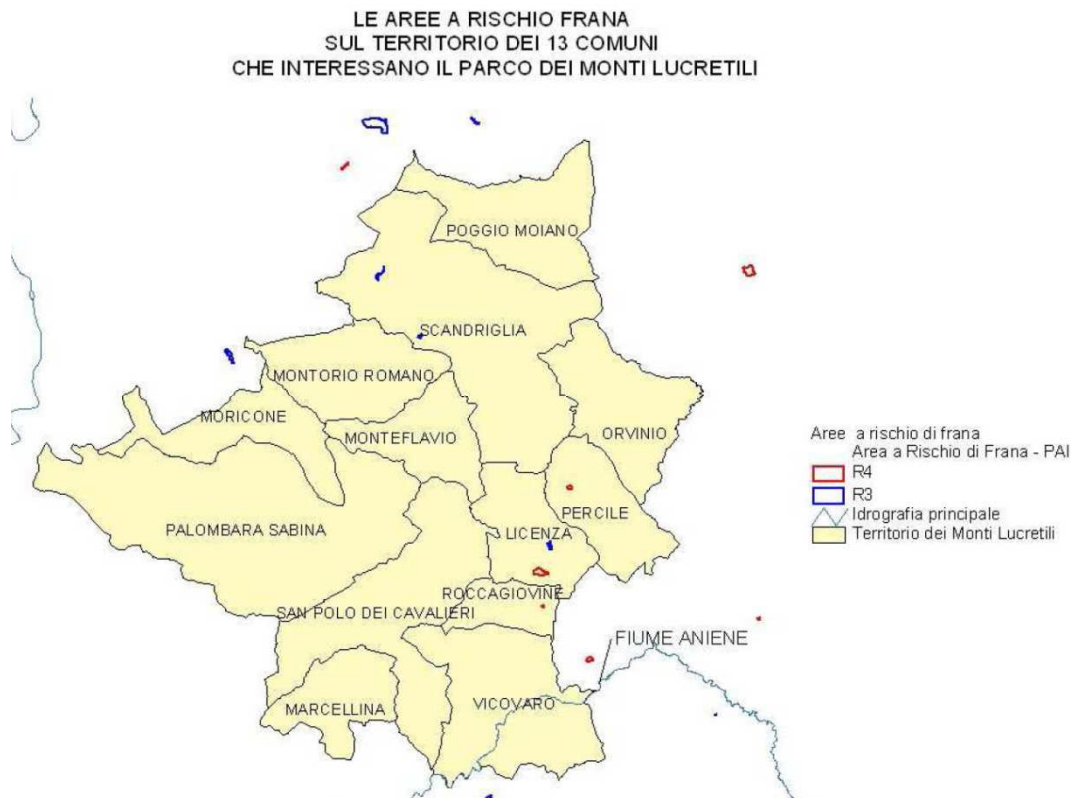 LE AREE A RISCHIO FRANA
SUL TERRITORIO DEI 13 COMUNI
CHE INTERESSANO IL PARCO DEI MONTI LUCRETILI
POGGIO MOIANO
SCANDRIGLIA
MONTORIO ROMANO
MORICONE
MONTEFLAVIO
ORVINIO
PALOMBARA SABINA
PERCILE
LICENZA
ROCCAGIOVINE
SAN POLO DEI CAVALIERI
FIUME ANIENE
MARCELLINA
VICOVARO
Aree a rischio di frana
Area a Rischio di Frana - PAI
R4
R3
Idrografia principale
Territorio dei Monti Lucretili